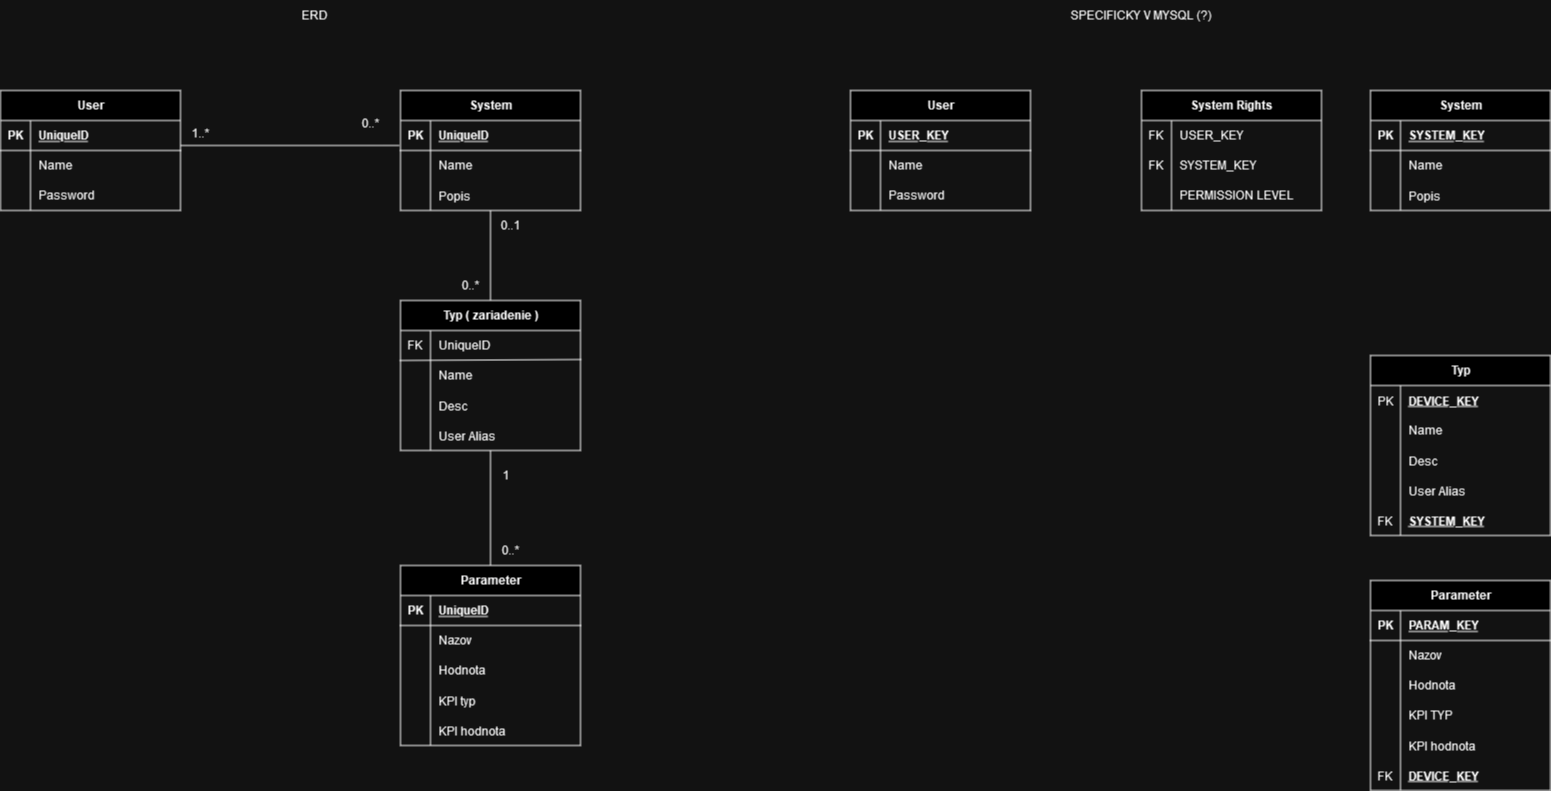 ERD
User
PK UniqueID
Name
Password
1..*
0..*
System
PK UniqueID
Name
Popis
0..1
0..*
Typ ( zariadenie )
FK UniqueID
Name
Desc
User Alias
1
0..*
Parameter
PK UniqueID
Nazov
Hodnota
KPI typ
KPI hodnota
SPECIFICKY V MYSQL (?)
User
PK USER_KEY
Name
Password
System Rights
FK USER_KEY
FK SYSTEM_KEY
PERMISSION LEVEL
System
PK SYSTEM_KEY
Name
Popis
Typ
PK DEVICE_KEY
Name
Desc
User Alias
FK SYSTEM_KEY
Parameter
PK PARAM_KEY
Nazov
Hodnota
KPI TYP
KPI hodnota
FK DEVICE_KEY